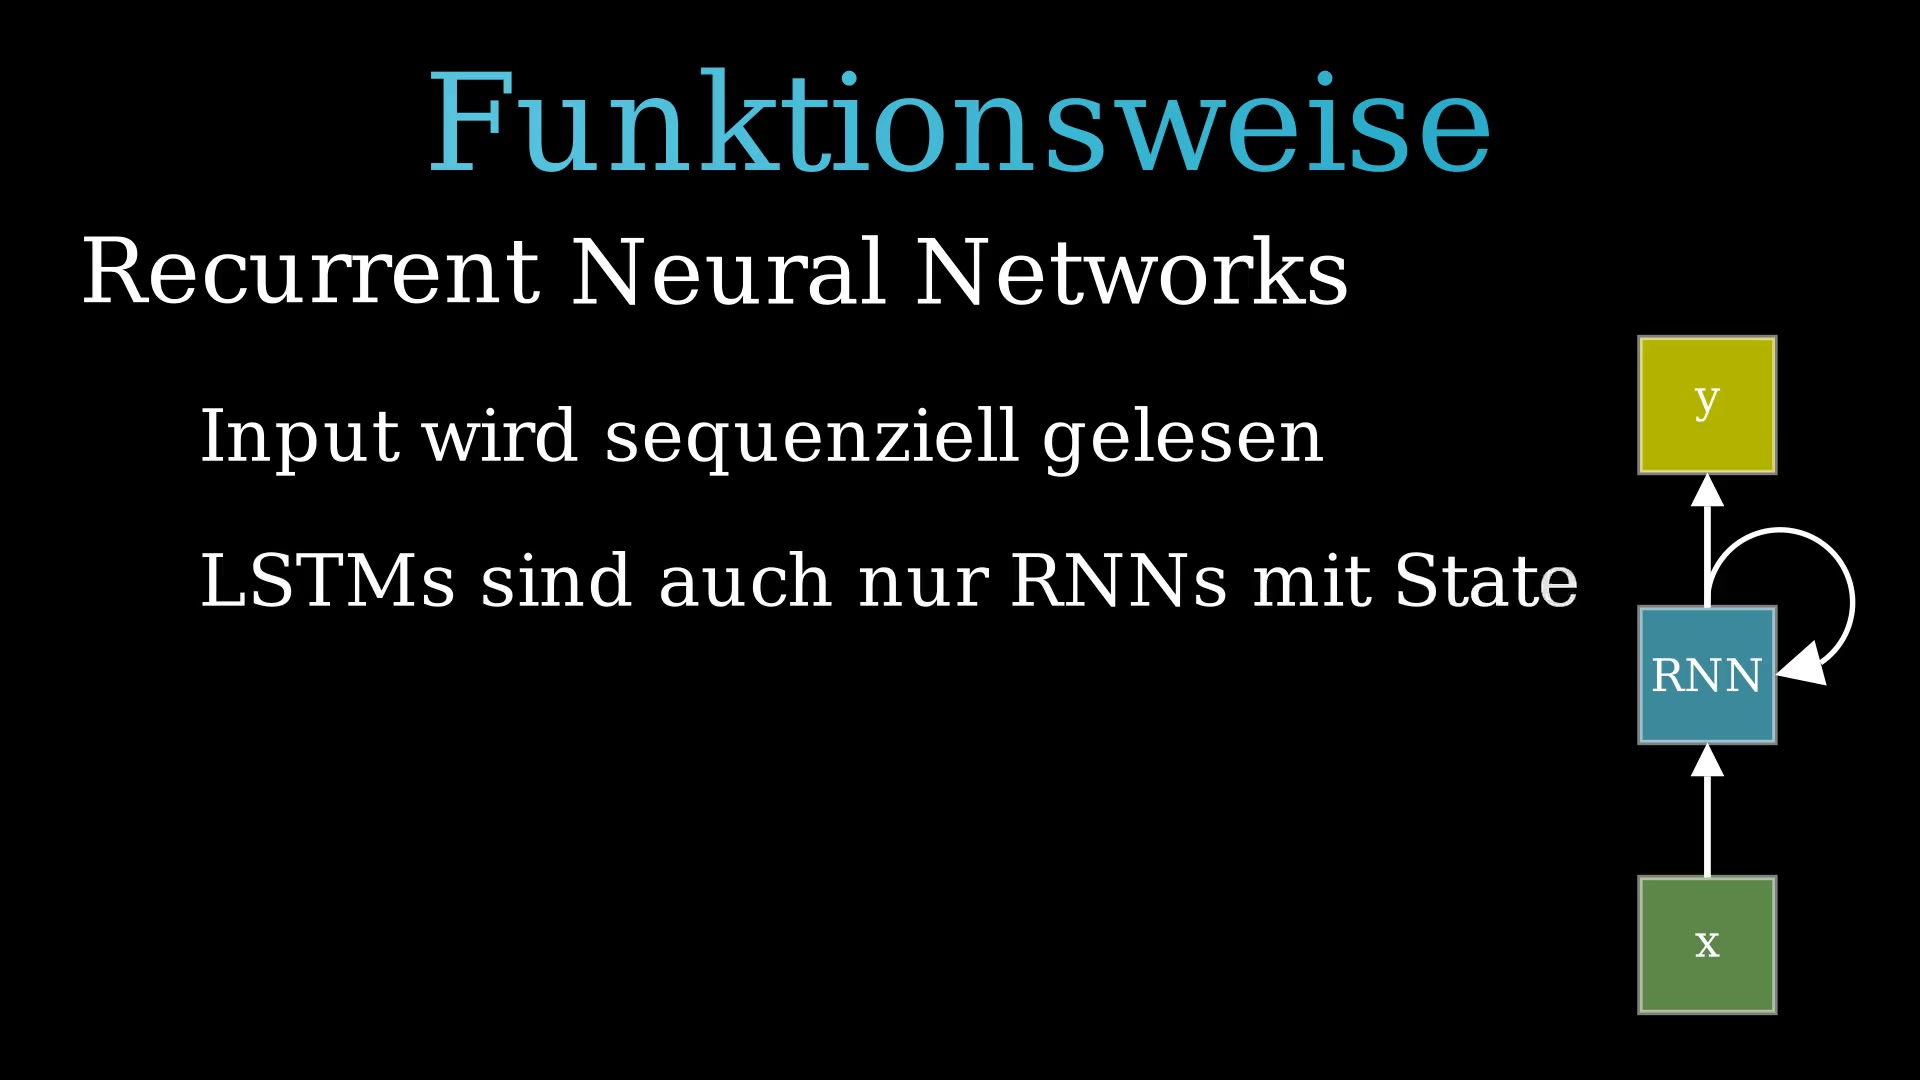 Funktionsweise
Recurrent Neural Networks
Input wird sequenziell gelesen
LSTMs sind auch nur RNNs mit State
y
RNN
x